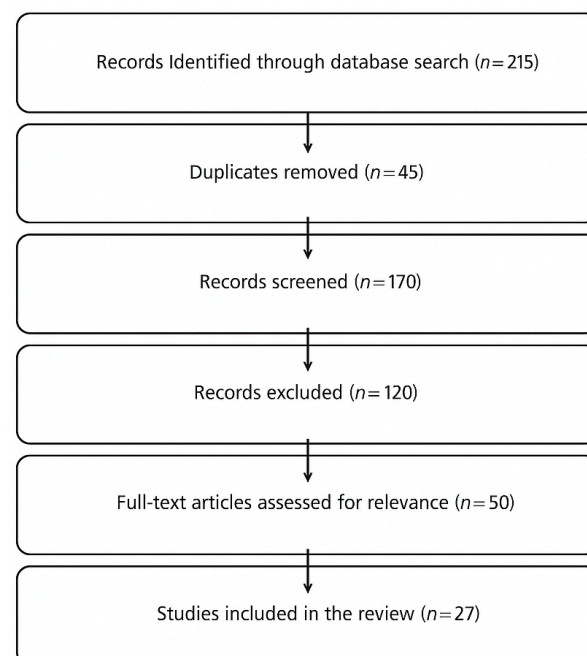 Records Identified through database search (n=215)
Duplicates removed (n=45)
Records screened (n=170)
Records excluded (n=120)
Full-text articles assessed for relevance (n=50)
Studies included in the review (n=27)